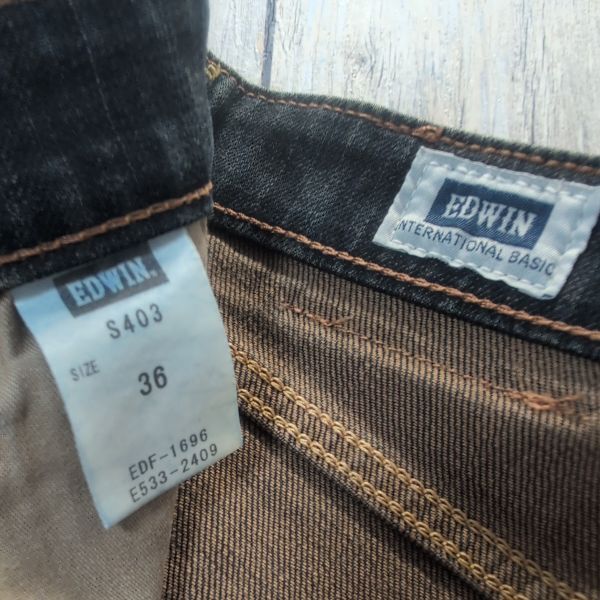 EDWIN.
S403
SIZE
36
EDF-1696
E533-2409
EDWIN
INTERNATIONAL BASIC